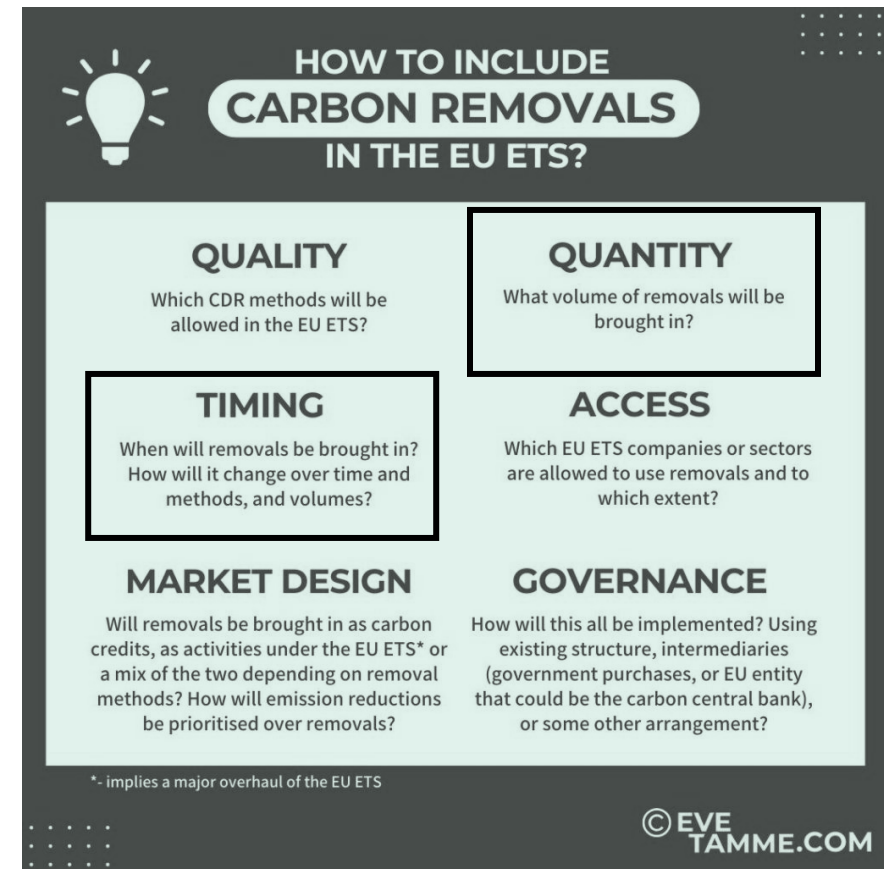 HOW TO INCLUDE
CARBON REMOVALS
IN THE EU ETS?
QUALITY
Which CDR methods will be
allowed in the EU ETS?
QUANTITY
What volume of removals will be
brought in?
TIMING
When will removals be brought in?
How will it change over time and
methods, and volumes?
ACCESS
Which EU ETS companies or sectors
are allowed to use removals and to
which extent?
MARKET DESIGN
Will removals be brought in as carbon
credits, as activities under the EU ETS* or
a mix of the two depending on removal
methods? How will emission reductions
be prioritised over removals?
GOVERNANCE
How will this all be implemented? Using
existing structure, intermediaries
(government purchases, or EU entity
that could be the carbon central bank),
or some other arrangement?
*- implies a major overhaul of the EU ETS
© EVE
TAMME.COM